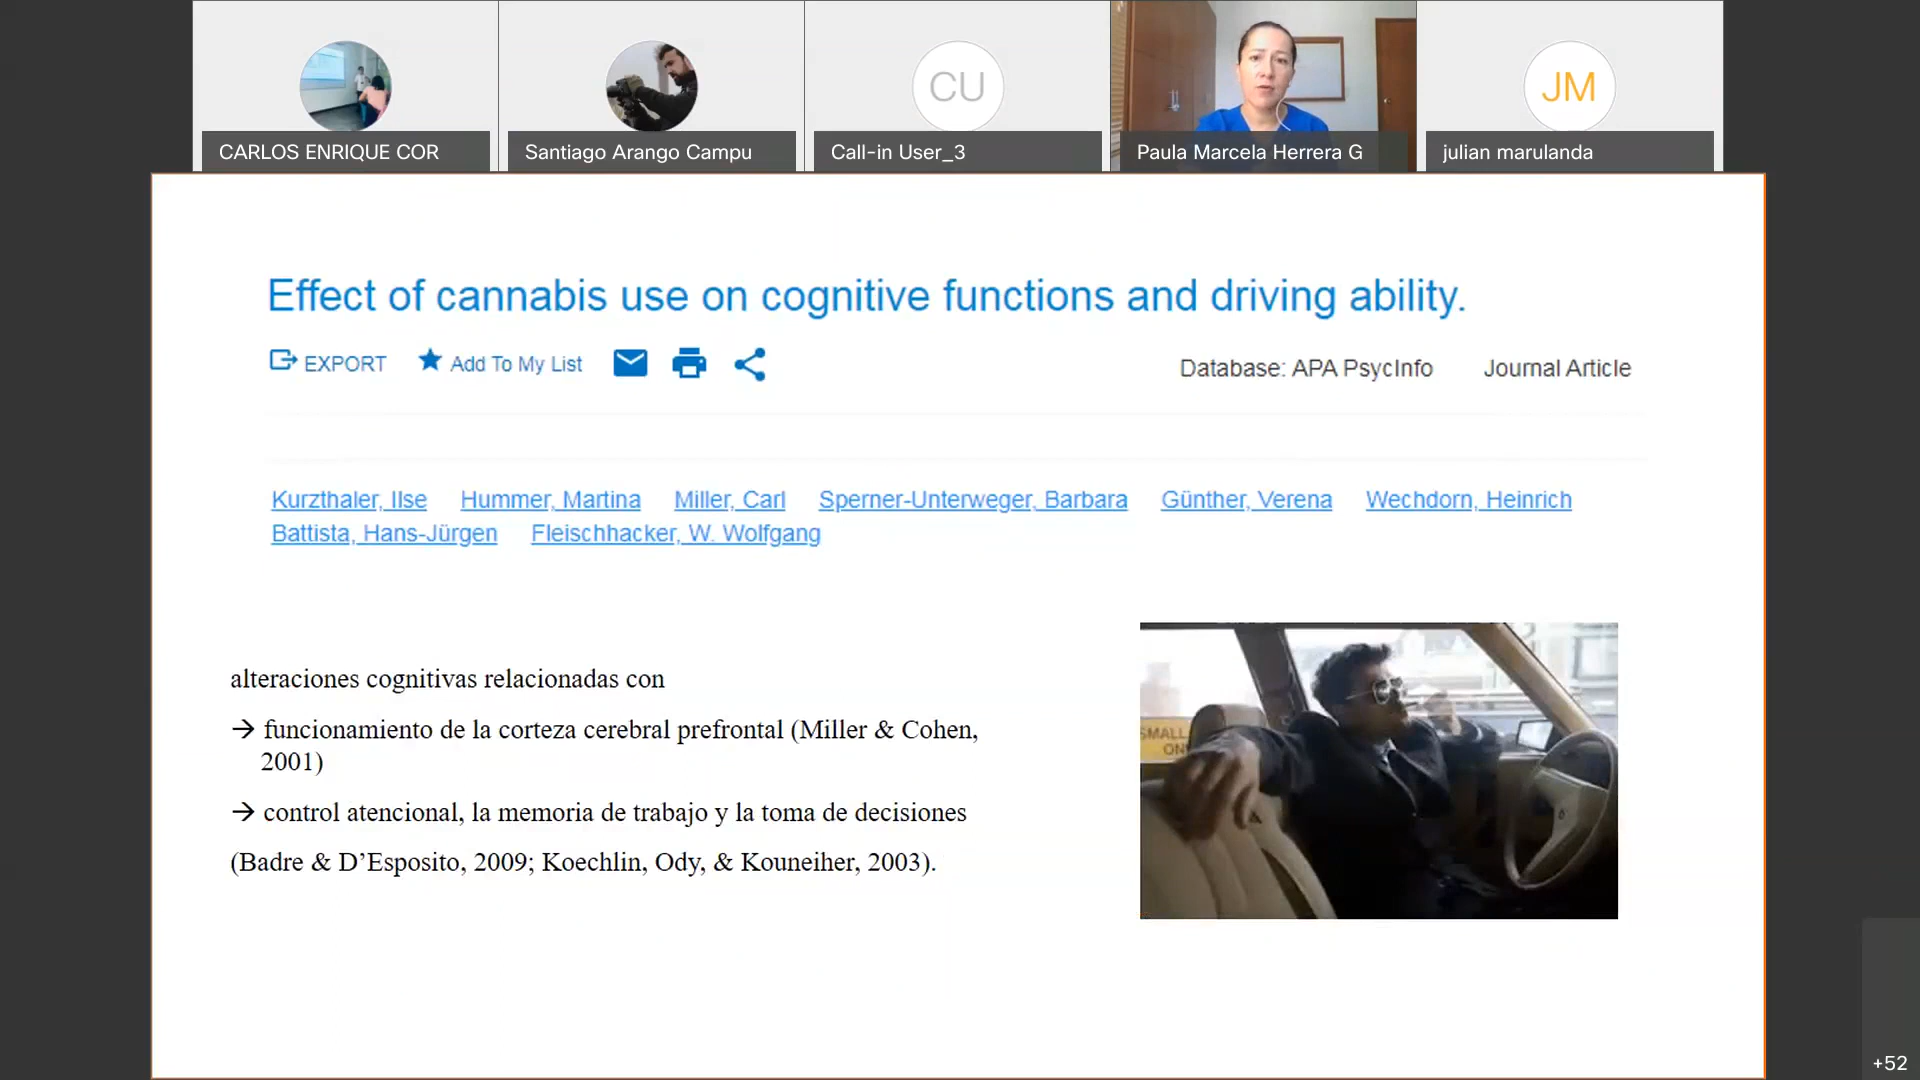 CU
JM
CARLOS ENRIQUE COR
Santiago Arango Campu
Call-in User_3
Paula Marcela Herrera G
julian marulanda
Effect of cannabis use on cognitive functions and driving ability.
EXPORT Add To My List Database: APA PsycInfo Journal Article
Kurzthaler, Ilse Hummer, Martina Miller, Carl Sperner-Unterweger, Barbara Günther, Verena Wechdorn, Heinrich
Battista, Hans-Jürgen Fleischhacker, W. Wolfgang
alteraciones cognitivas relacionadas con
→ funcionamiento de la corteza cerebral prefrontal (Miller & Cohen,
2001)
→ control atencional, la memoria de trabajo y la toma de decisiones
(Badre & D’Esposito, 2009; Koechlin, Ody, & Kouneiher, 2003).
SMALL
ON
+52